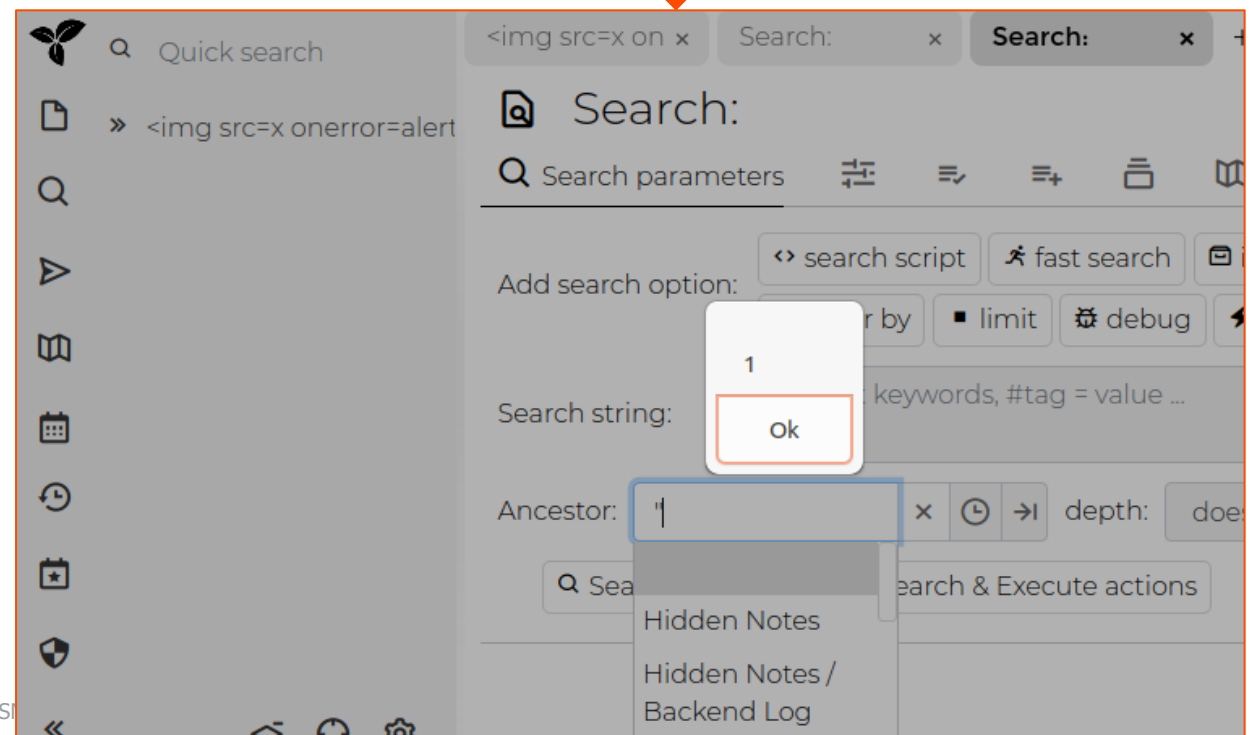 Quick search
<img src=x on
Search:
Search:
<img src=x onerror=alert
Search:
Search parameters
Add search option:
<> search script
fast search
r by
limit
debug
1
Ok
Search string:
keywords, #tag = value ...
Ancestor:
"
depth:
does
Sea
earch & Execute actions
Hidden Notes
Hidden Notes /
Backend Log